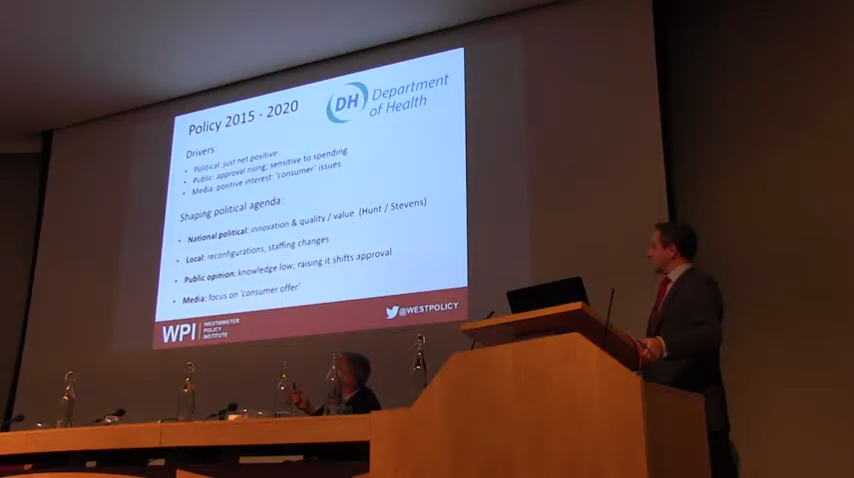 Policy 2015 - 2020
DH Department
of Health
Drivers:
• Political: just net positive
• Public: approval rising; sensitive to spending
• Media: positive interest: 'consumer' issues
Shaping political agenda:
• National political: innovation & quality / value (Hunt / Stevens)
• Local: reconfigurations, staffing changes
• Public opinion: knowledge low; raising it shifts approval
• Media: focus on 'consumer offer'
WPI WESTMINSTER
POLICY
INSTITUTE
@WESTPOLICY